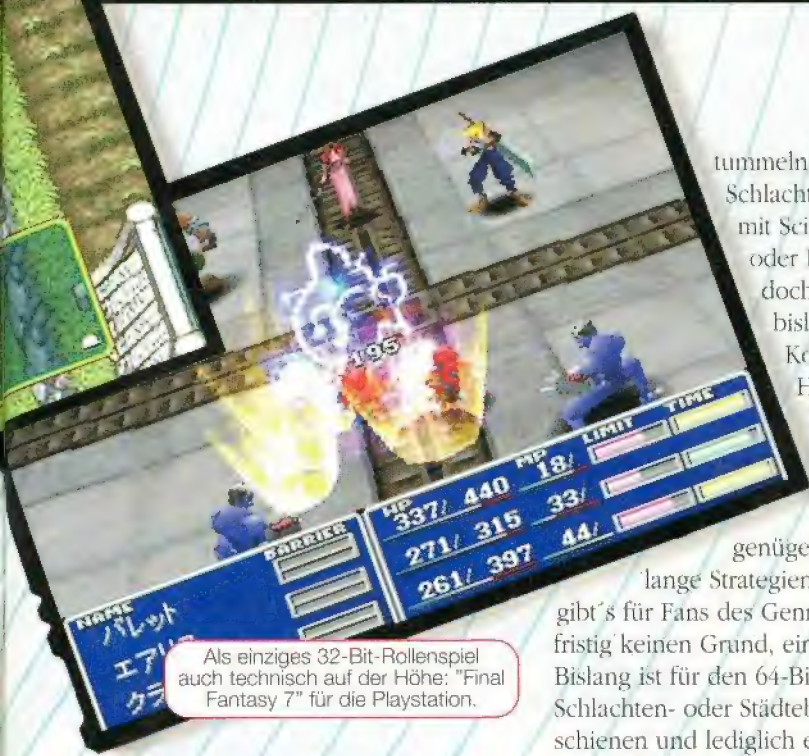 195
NAME BARRIER HP MP LIMIT TIME
バレット 337/ 440 18/
エアリス 271/ 315 33/
クラ 261/ 397 44/
Als einziges 32-Bit-Rollenspiel
auch technisch auf der Höhe: "Final
Fantasy 7" für die Playstation.
tummeln
Schlacht
mit Sci
oder
doch
bisl
Ko
genüge
lange Strategien
gibt´s für Fans des Genr
fristig keinen Grund, ein
Bislang ist für den 64-Bi
Schlachten- oder Städteb
schienen und lediglich